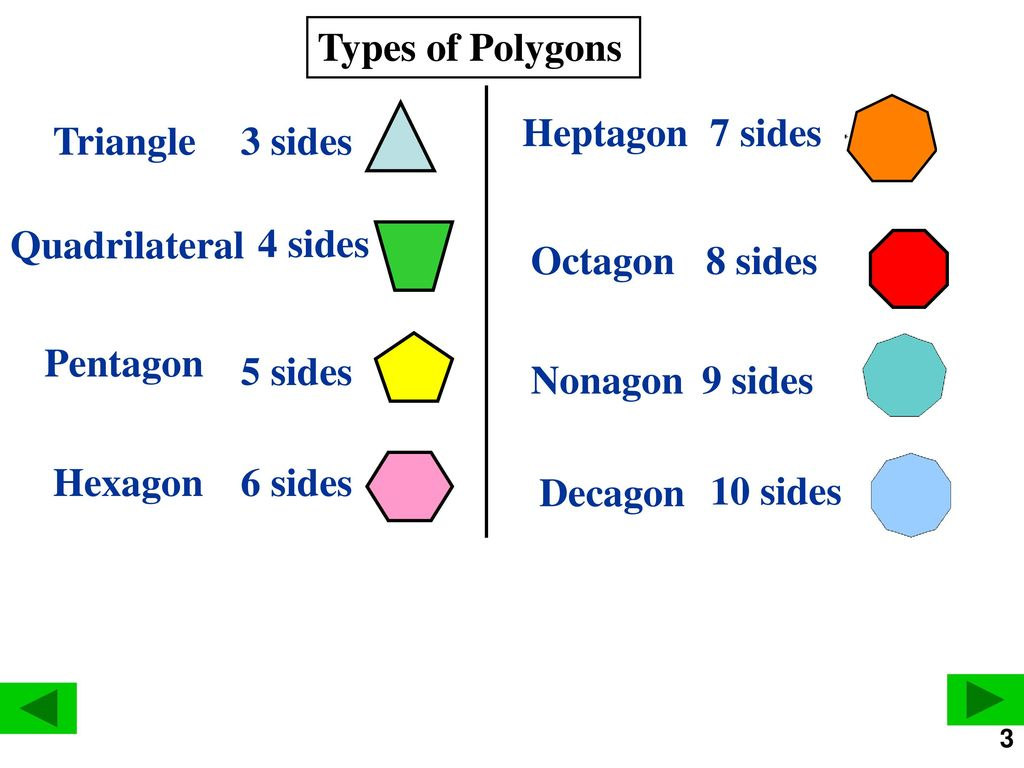 Types of Polygons
Triangle 3 sides
Quadrilateral 4 sides
Pentagon 5 sides
Hexagon 6 sides
Heptagon 7 sides
Octagon 8 sides
Nonagon 9 sides
Decagon 10 sides
3